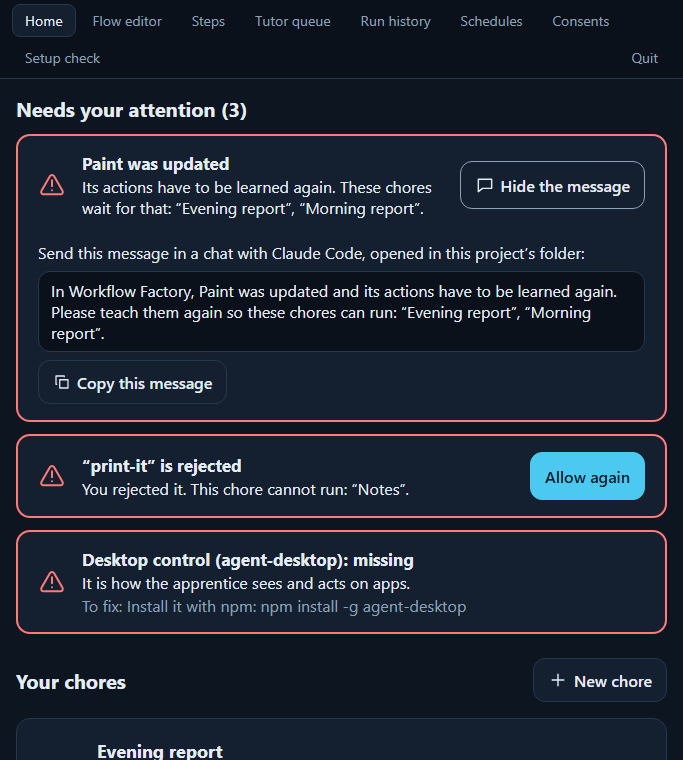 Home Flow editor Steps Tutor queue Run history Schedules Consents
Setup check Quit
Needs your attention (3)
Paint was updated
Its actions have to be learned again. These chores
wait for that: “Evening report”, “Morning report”.
Hide the message
Send this message in a chat with Claude Code, opened in this project’s folder:
In Workflow Factory, Paint was updated and its actions have to be learned again.
Please teach them again so these chores can run: “Evening report”, “Morning
report”.
Copy this message
“print-it” is rejected
You rejected it. This chore cannot run: “Notes”.
Allow again
Desktop control (agent-desktop): missing
It is how the apprentice sees and acts on apps.
To fix: Install it with npm: npm install -g agent-desktop
Your chores
New chore
Evening report